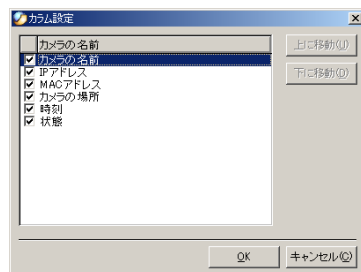 カラム設定
カメラの名前
カメラの名前
IPアドレス
MACアドレス
カメラの場所
時刻
状態
上に移動(U)
下に移動(D)
OK
キャンセル(C)